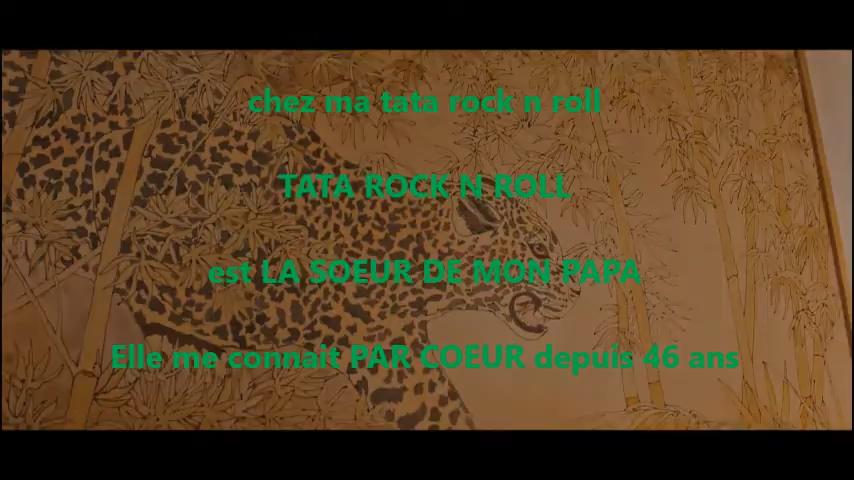 chez ma tata rock n roll
TATA ROCK N ROLL
est LA SOEUR DE MON PAPA
Elle me connait PAR COEUR depuis 46 ans